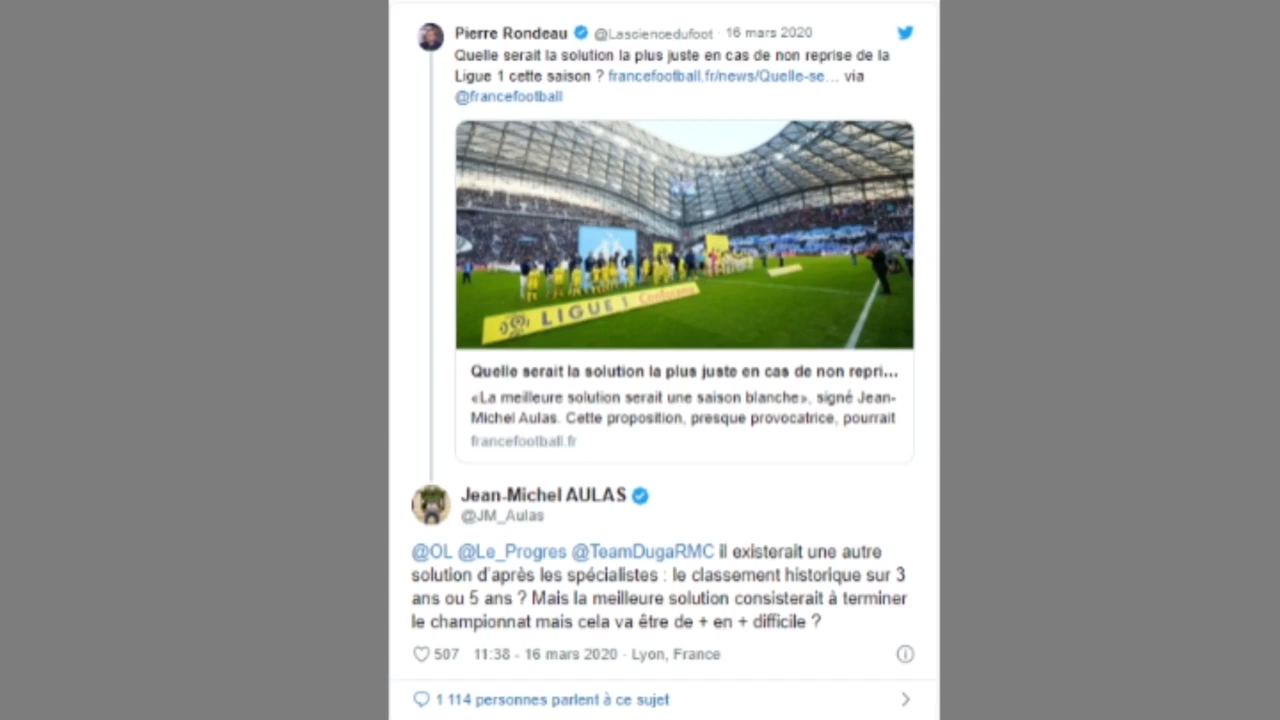 Pierre Rondeau @Lasciencedufoot · 16 mars 2020
Quelle serait la solution la plus juste en cas de non reprise de la
Ligue 1 cette saison ? francefootball.fr/news/Quelle-se... via
@francefootball
LIGUE 1 Conforama
Quelle serait la solution la plus juste en cas de non repri...
«La meilleure solution serait une saison blanche», signé Jean-
Michel Aulas. Cette proposition, presque provocatrice, pourrait
francefootball.fr
Jean-Michel AULAS
@JM_Aulas
@OL @Le_Progres @TeamDugaRMC il existerait une autre
solution d'après les spécialistes : le classement historique sur 3
ans ou 5 ans ? Mais la meilleure solution consisterait à terminer
le championnat mais cela va être de + en + difficile ?
507 11:38 - 16 mars 2020 · Lyon, France
1 114 personnes parlent à ce sujet